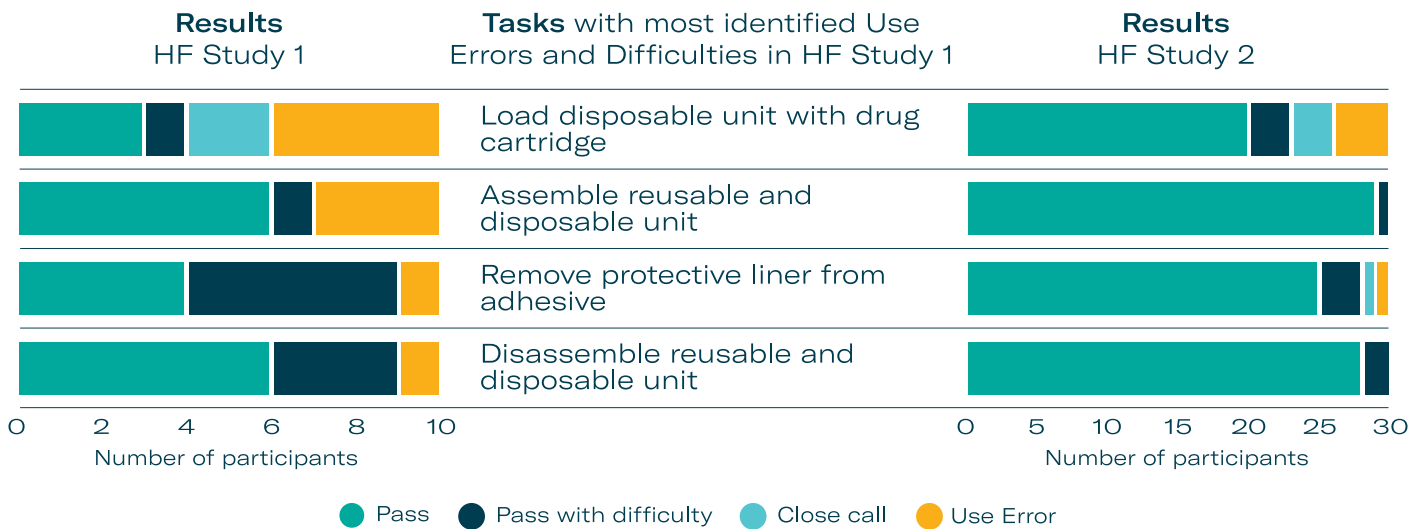 Results
HF Study 1
Tasks with most identified Use
Errors and Difficulties in HF Study 1
Results
HF Study 2
Load disposable unit with drug
cartridge
Assemble reusable and
disposable unit
Remove protective liner from
adhesive
Disassemble reusable and
disposable unit
0 2 4 6 8 10
Number of participants
0 5 10 15 20 25 30
Number of participants
Pass
Pass with difficulty
Close call
Use Error